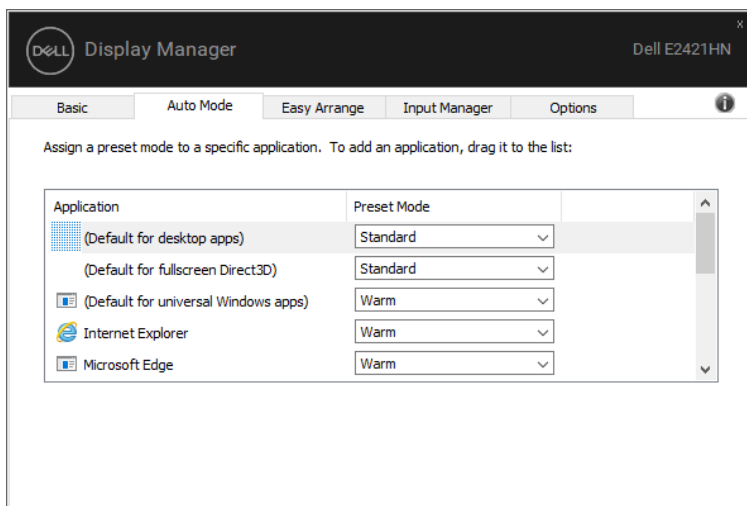 x
DELL Display Manager Dell E2421HN
Basic Auto Mode Easy Arrange Input Manager Options i
Assign a preset mode to a specific application. To add an application, drag it to the list:
Application Preset Mode
(Default for desktop apps) Standard
(Default for fullscreen Direct3D) Standard
(Default for universal Windows apps) Warm
Internet Explorer Warm
Microsoft Edge Warm